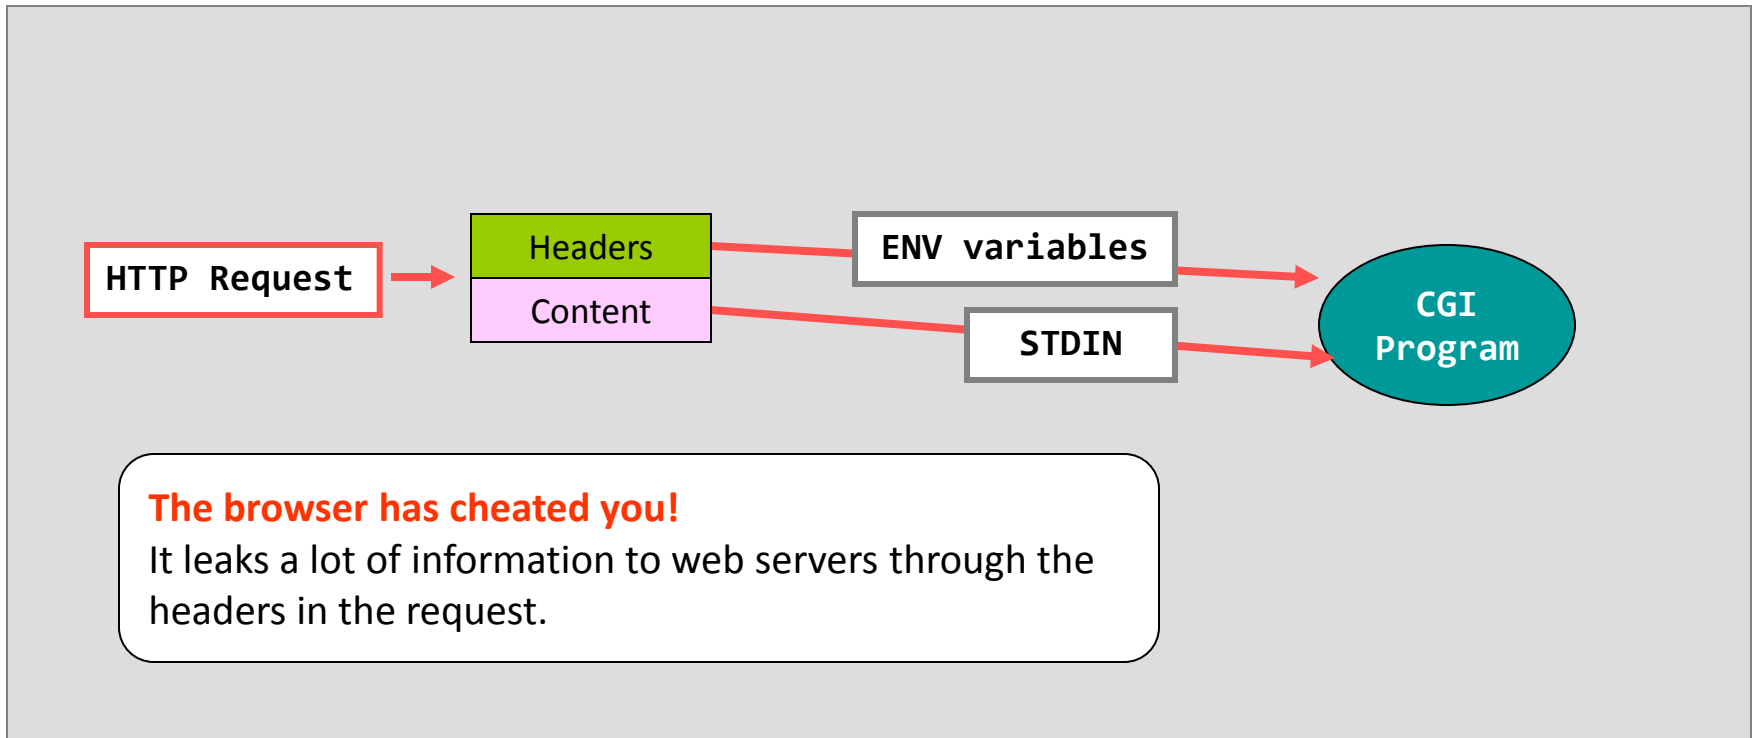 HTTP Request
Headers
Content
ENV variables
STDIN
CGI
Program
The browser has cheated you!
It leaks a lot of information to web servers through the
headers in the request.